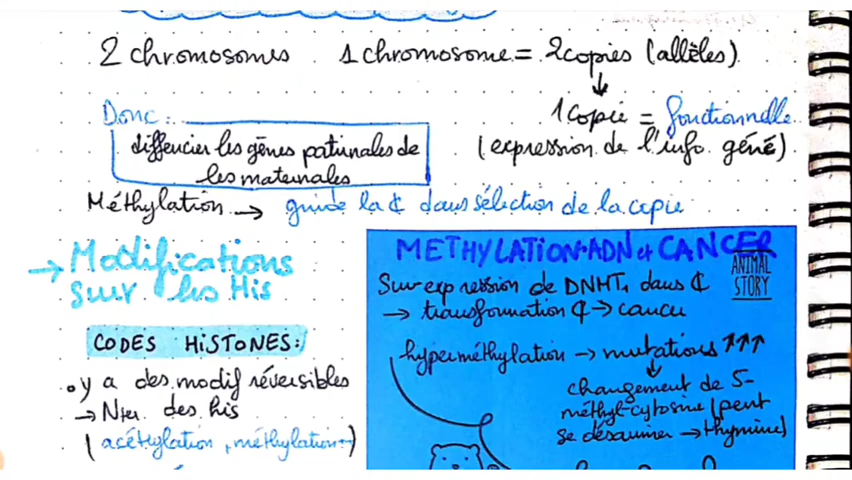 2 chromosomes 1 chromosome = 2 copies (allèles).
↓
Donc: 1 copie = fonctionnelle
différencier les gènes paternales de (expression de l'info géné)
les maternales
Méthylation → guide la ¢ dans sélection de la copie
→ Modifications
sur les His
CODES HISTONES:
• y a des modif réversibles
→ Nter des his
(acétylation, méthylation →)
METHYLATION ADN et CANCER
ANIMAL
STORY
Sur expression de DNHT1 dans ¢
→ transformation ¢ → cancer
hyperméthylation → mutations ↑↑↑
↓
changement de 5-
méthyl-cytosine (peut
se désaminer → thymine)